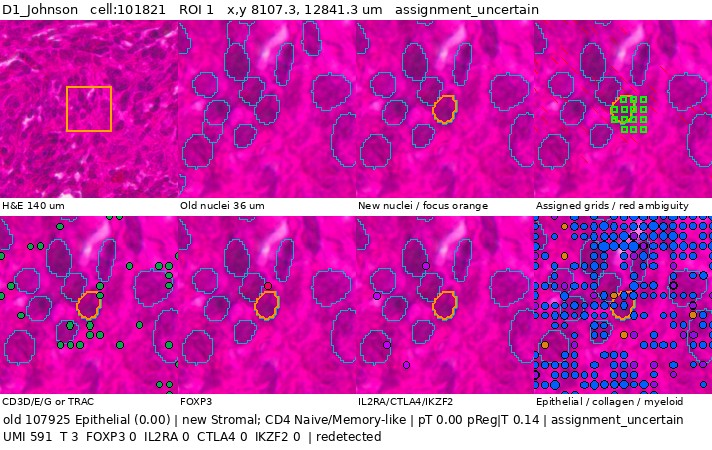 D1_Johnson   cell:101821   ROI 1   x,y 8107.3, 12841.3 um   assignment_uncertain
H&E 140 um
Old nuclei 36 um
New nuclei / focus orange
Assigned grids / red ambiguity
CD3D/E/G or TRAC
FOXP3
IL2RA/CTLA4/IKZF2
Epithelial / collagen / myeloid
old 107925 Epithelial (0.00) | new Stromal; CD4 Naive/Memory-like | pT 0.00 pReg|T 0.14 | assignment_uncertain
UMI 591  T 3  FOXP3 0  IL2RA 0  CTLA4 0  IKZF2 0  | redetected